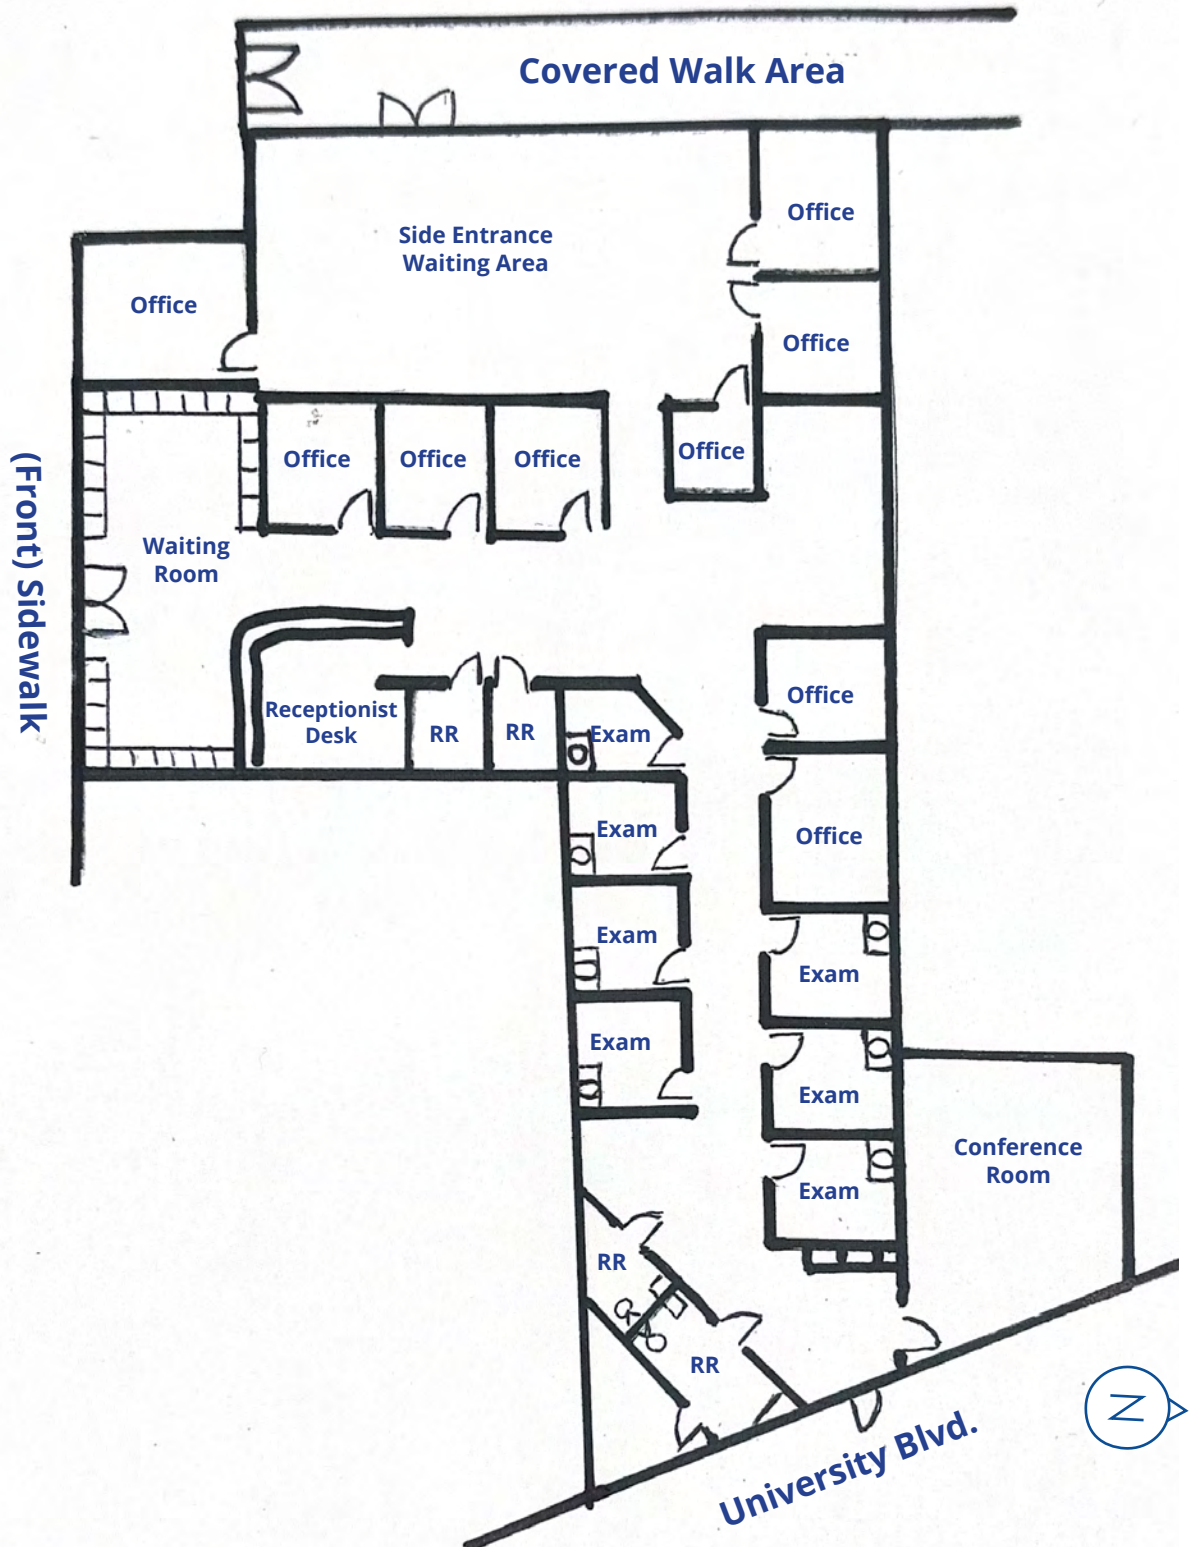 Covered Walk Area
Office
Side Entrance
Waiting Area
Office
Office
Office
Office
Office
Office
Office
(Front) Sidewalk
Waiting
Room
Receptionist
Desk
RR
RR
Exam
Office
Exam
Office
Exam
Exam
Exam
Exam
Conference
Room
Exam
RR
RR
University Blvd.
N